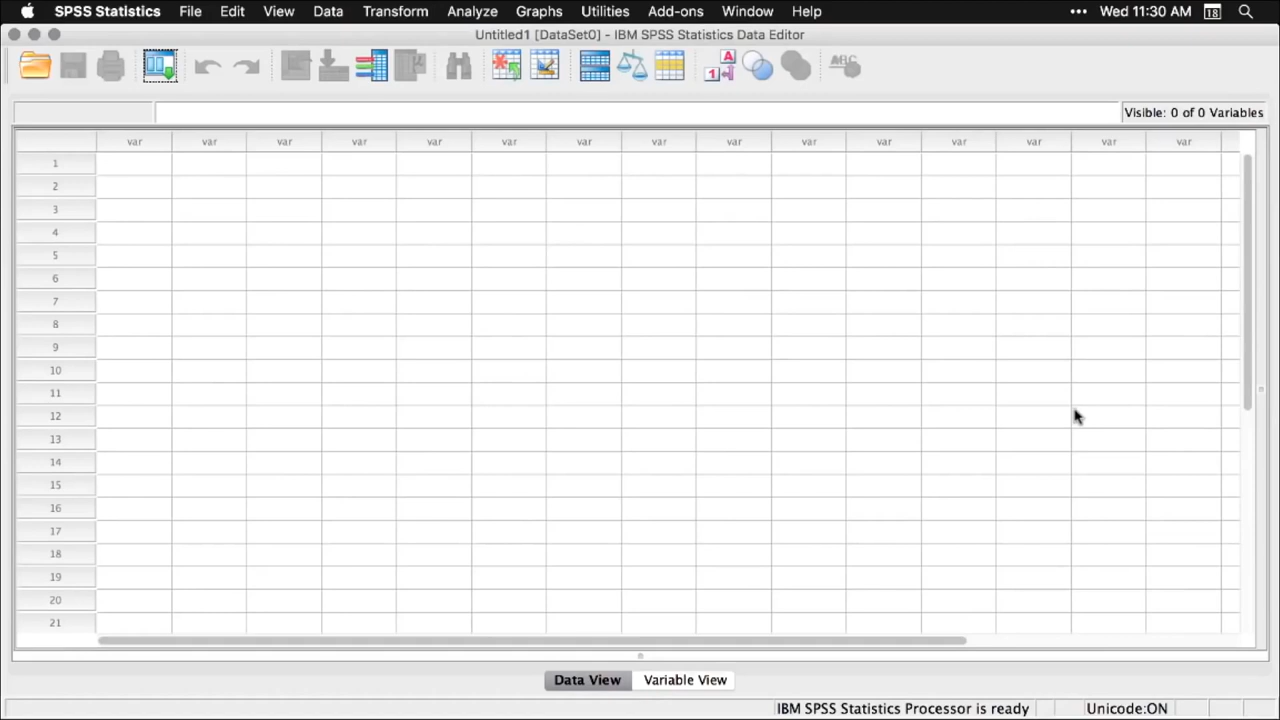 SPSS Statistics File Edit View Data Transform Analyze Graphs Utilities Add-ons Window Help ••• Wed 11:30 AM 18
Untitled1 [DataSet0] - IBM SPSS Statistics Data Editor
A
1
ABC
Visible: 0 of 0 Variables
var var var var var var var var var var var var var var var
1
2
3
4
5
6
7
8
9
10
11
12
13
14
15
16
17
18
19
20
21
Data View Variable View
IBM SPSS Statistics Processor is ready Unicode:ON